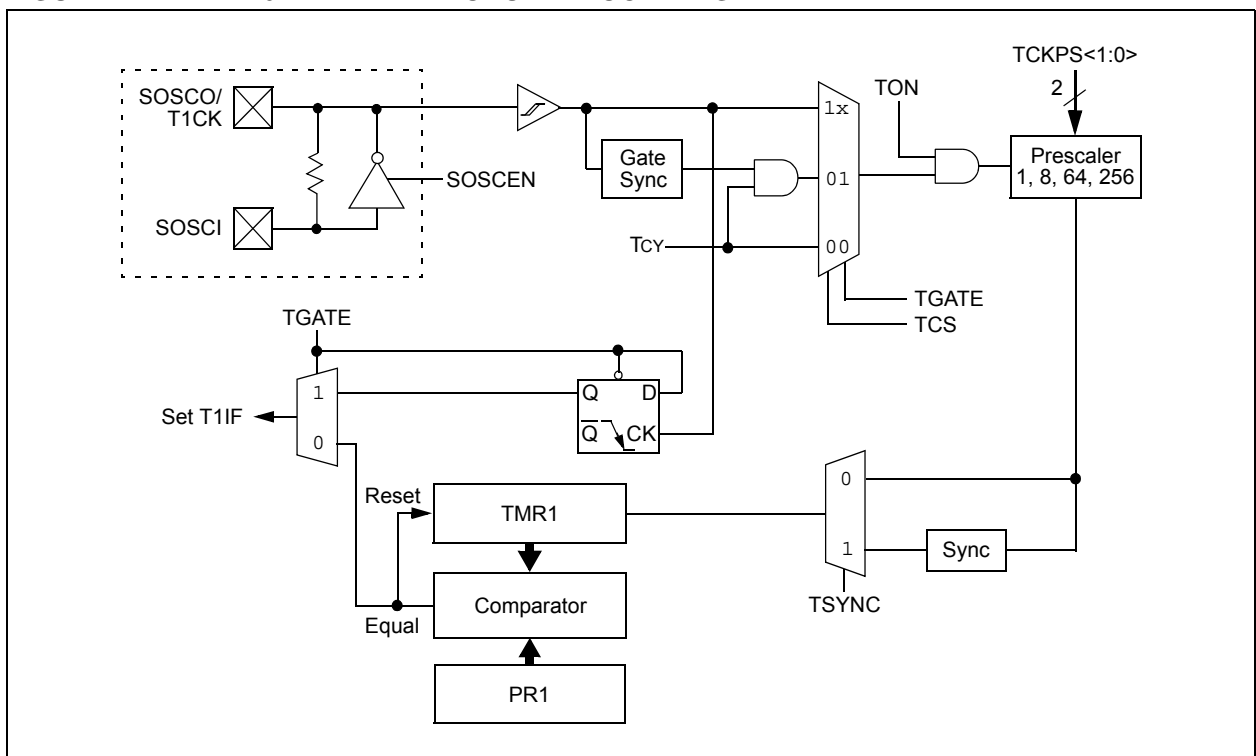 TCKPS<1:0>
2
SOSCO/
T1CK
TON
1x
Gate
Sync
Prescaler
1, 8, 64, 256
SOSCEN
01
SOSCI
TCY
00
TGATE
TCS
TGATE
1
Q
D
Set T1IF
Q
CK
0
0
Reset
TMR1
1
Sync
Comparator
TSYNC
Equal
PR1